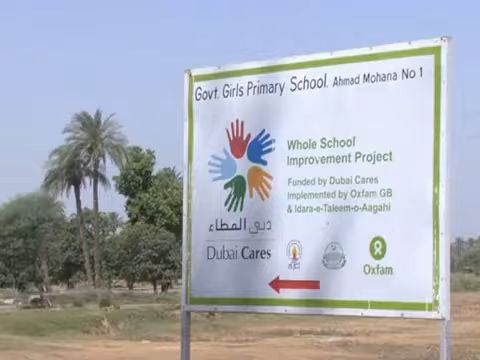 Govt. Girls Primary School. Ahmad Mohana No 1
Whole School
Improvement Project
Funded by Dubai Cares
Implemented by Oxfam GB
& Idara-e-Taleem-o-Aagahi
دبي العطاء
Dubai Cares
Oxfam